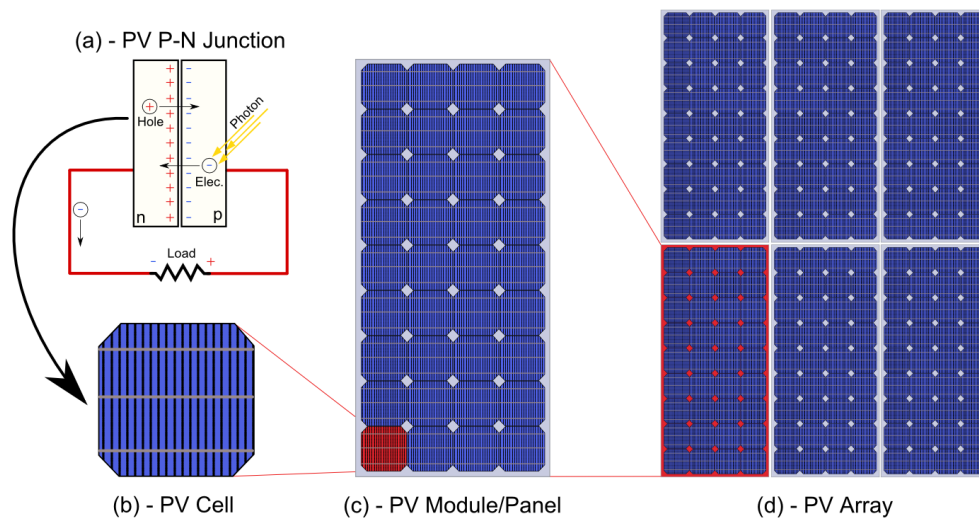 (a) - PV P-N Junction
Hole
Photon
Elec.
n
p
Load
-
+
(b) - PV Cell
(c) - PV Module/Panel
(d) - PV Array